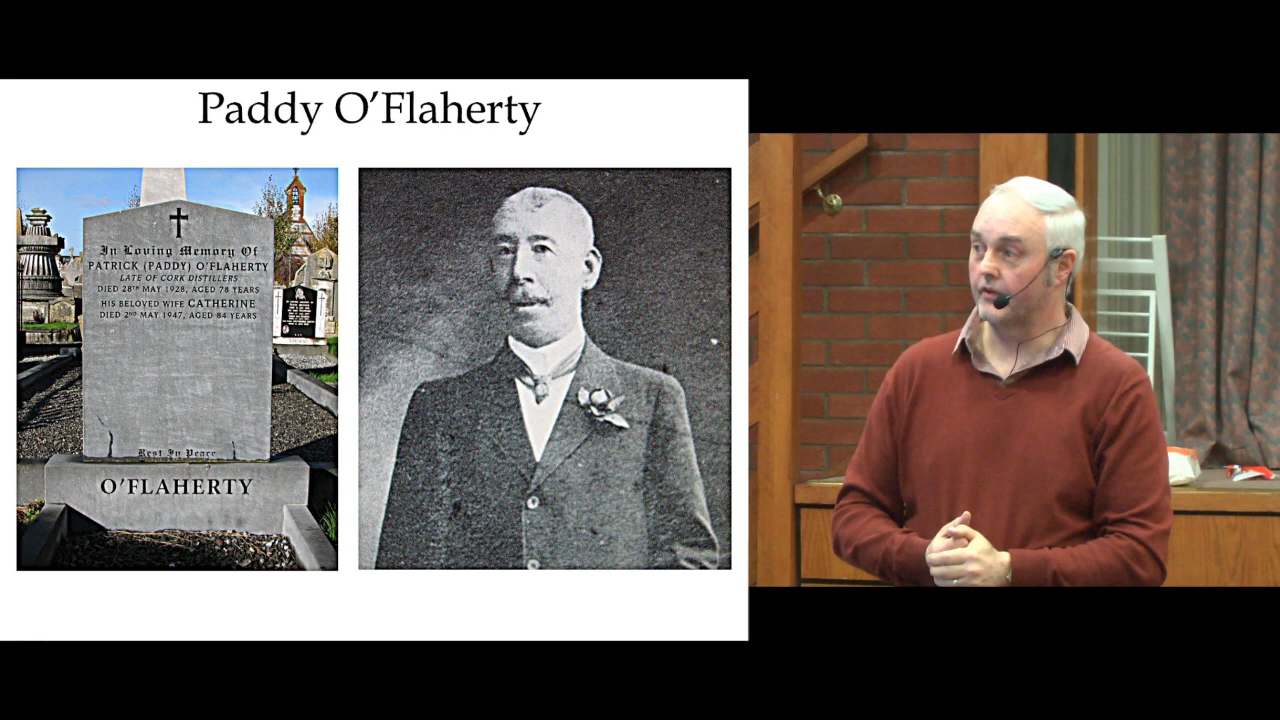 Paddy O’Flaherty
In Loving Memory Of
PATRICK (PADDY) O’FLAHERTY
LATE OF CORK DISTILLERS
DIED 28TH MAY 1928, AGED 78 YEARS
HIS BELOVED WIFE CATHERINE
DIED 2ND MAY 1947, AGED 84 YEARS
Rest In Peace
O’FLAHERTY